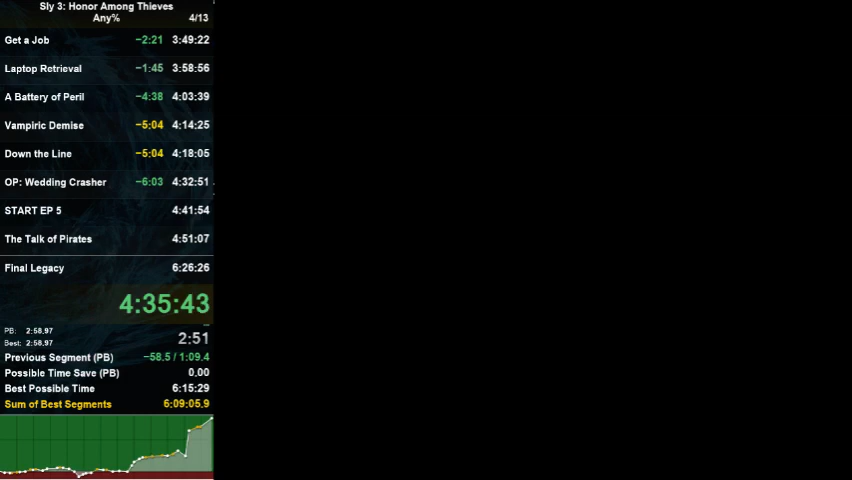 Sly 3: Honor Among Thieves
Any% 4/13
Get a Job −2:21 3:49:22
Laptop Retrieval −1:45 3:58:56
A Battery of Peril −4:38 4:03:39
Vampiric Demise −5:04 4:14:25
Down the Line −5:04 4:18:05
OP: Wedding Crasher −6:03 4:32:51
START EP 5 4:41:54
The Talk of Pirates 4:51:07
Final Legacy 6:26:26
4:35:43
PB: 2:58.97
Best: 2:58.97 2:51
Previous Segment (PB) −58.5 / 1:09.4
Possible Time Save (PB) 0.00
Best Possible Time 6:15:29
Sum of Best Segments 6:09:05.9